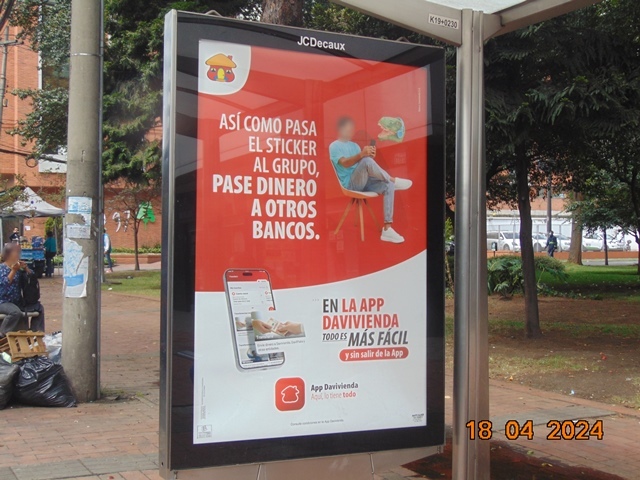 K19+0230
JCDecaux
ASÍ COMO PASA
EL STICKER
AL GRUPO,
PASE DINERO
A OTROS
BANCOS.
EN LA APP
DAVIVIENDA
TODO ES MÁS FÁCIL
y sin salir de la App
App Davivienda
Aquí, lo tiene todo
18 04 2024